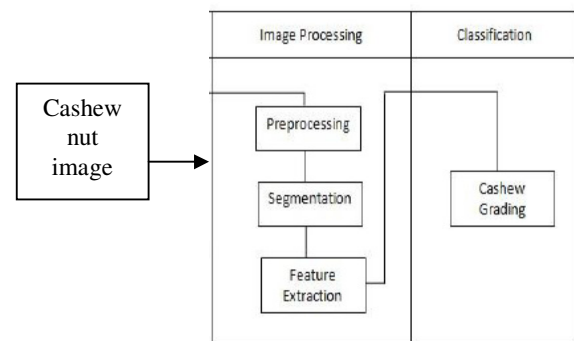 Image Processing
Classification
Cashew
nut
image
Preprocessing
Segmentation
Feature
Extraction
Cashew
Grading